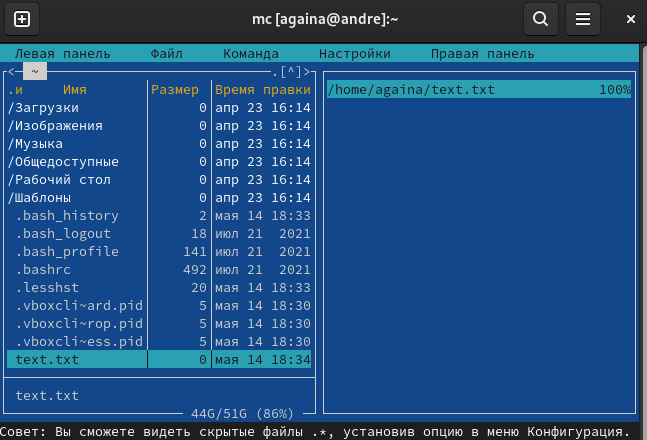 mc [againa@andre]:~
Левая панель Файл Команда Настройки Правая панель
<─ ~ ─.[^]>
.и Имя Размер Время правки
/Загрузки 0 апр 23 16:14
/Изображения 0 апр 23 16:14
/Музыка 0 апр 23 16:14
/Общедоступные 0 апр 23 16:14
/Рабочий стол 0 апр 23 16:14
/Шаблоны 0 апр 23 16:14
.bash_history 2 мая 14 18:33
.bash_logout 18 июл 21 2021
.bash_profile 141 июл 21 2021
.bashrc 492 июл 21 2021
.lesshst 20 мая 14 18:33
.vboxcli~ard.pid 5 мая 14 18:30
.vboxcli~rop.pid 5 мая 14 18:30
.vboxcli~ess.pid 5 мая 14 18:30
text.txt 0 мая 14 18:34
text.txt
44G/51G (86%)
/home/againa/text.txt 100%
Совет: Вы сможете видеть скрытые файлы .*, установив опцию в меню Конфигурация.